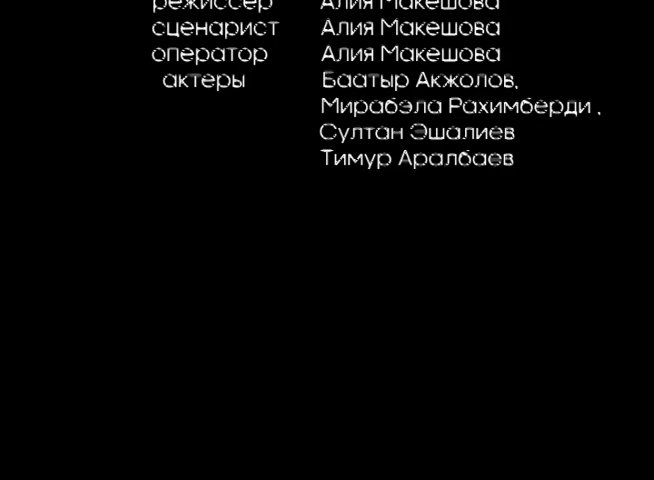 режиссер Алия Макешова
сценарист Алия Макешова
оператор Алия Макешова
актеры Баатыр Акжолов,
Мирабэла Рахимберди ,
Султан Эшалиев
Тимур Аралбаев